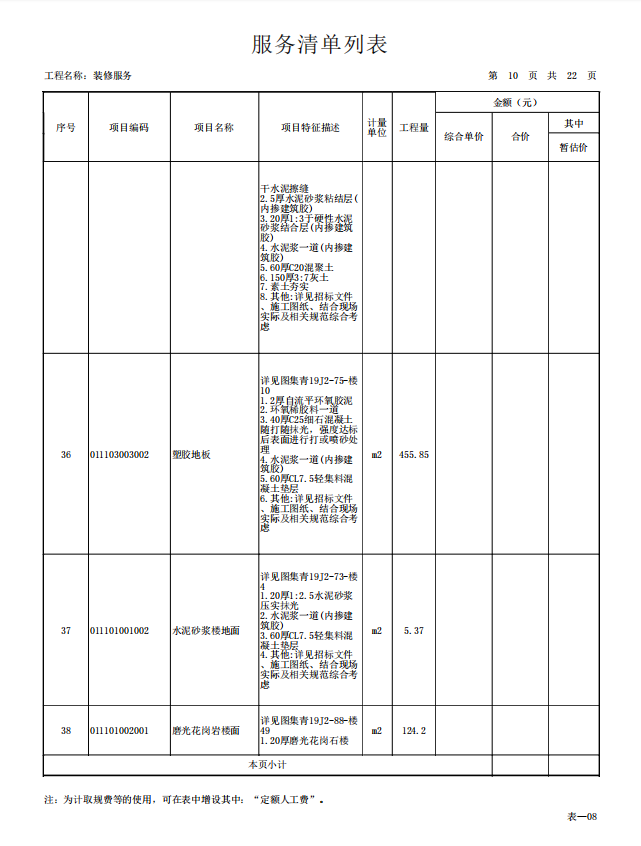 服务清单列表
工程名称：装修服务
第 10 页 共 22 页
序号
项目编码
项目名称
项目特征描述
计量
单位
工程量
金额（元）
综合单价
合价
其中
暂估价
干水泥擦缝
2.5厚水泥砂浆粘结层(
内掺建筑胶)
3.20厚1:3干硬性水泥
砂浆结合层(内掺建筑
胶)
4.水泥浆一道(内掺建
筑胶)
5.60厚C20混聚土
6.150厚3:7灰土
7.素土夯实
8.其他:详见招标文件
、施工图纸、结合现场
实际及相关规范综合考
虑
36
011103003002
塑胶地板
详见图集青19J2-75-楼
10
1.2厚自流平环氧胶泥
2.环氧稀胶料一道
3.40厚C25细石混凝土
随打随抹光，强度达标
后表面进行打或喷砂处
理
4.水泥浆一道(内掺建
筑胶)
5.60厚CL7.5轻集料混
凝土垫层
6.其他:详见招标文件
、施工图纸、结合现场
实际及相关规范综合考
虑
m2
455.85
37
011101001002
水泥砂浆楼地面
详见图集青19J2-73-楼
4
1.20厚1:2.5水泥砂浆
压实抹光
2.水泥浆一道(内掺建
筑胶)
3.60厚CL7.5轻集料混
凝土垫层
4.其他:详见招标文件
、施工图纸、结合现场
实际及相关规范综合考
虑
m2
5.37
38
011101002001
磨光花岗岩楼面
详见图集青19J2-88-楼
49
1.20厚磨光花岗石楼
m2
124.2
本页小计
注：为计取规费等的使用，可在表中增设其中：“定额人工费”。
表—08